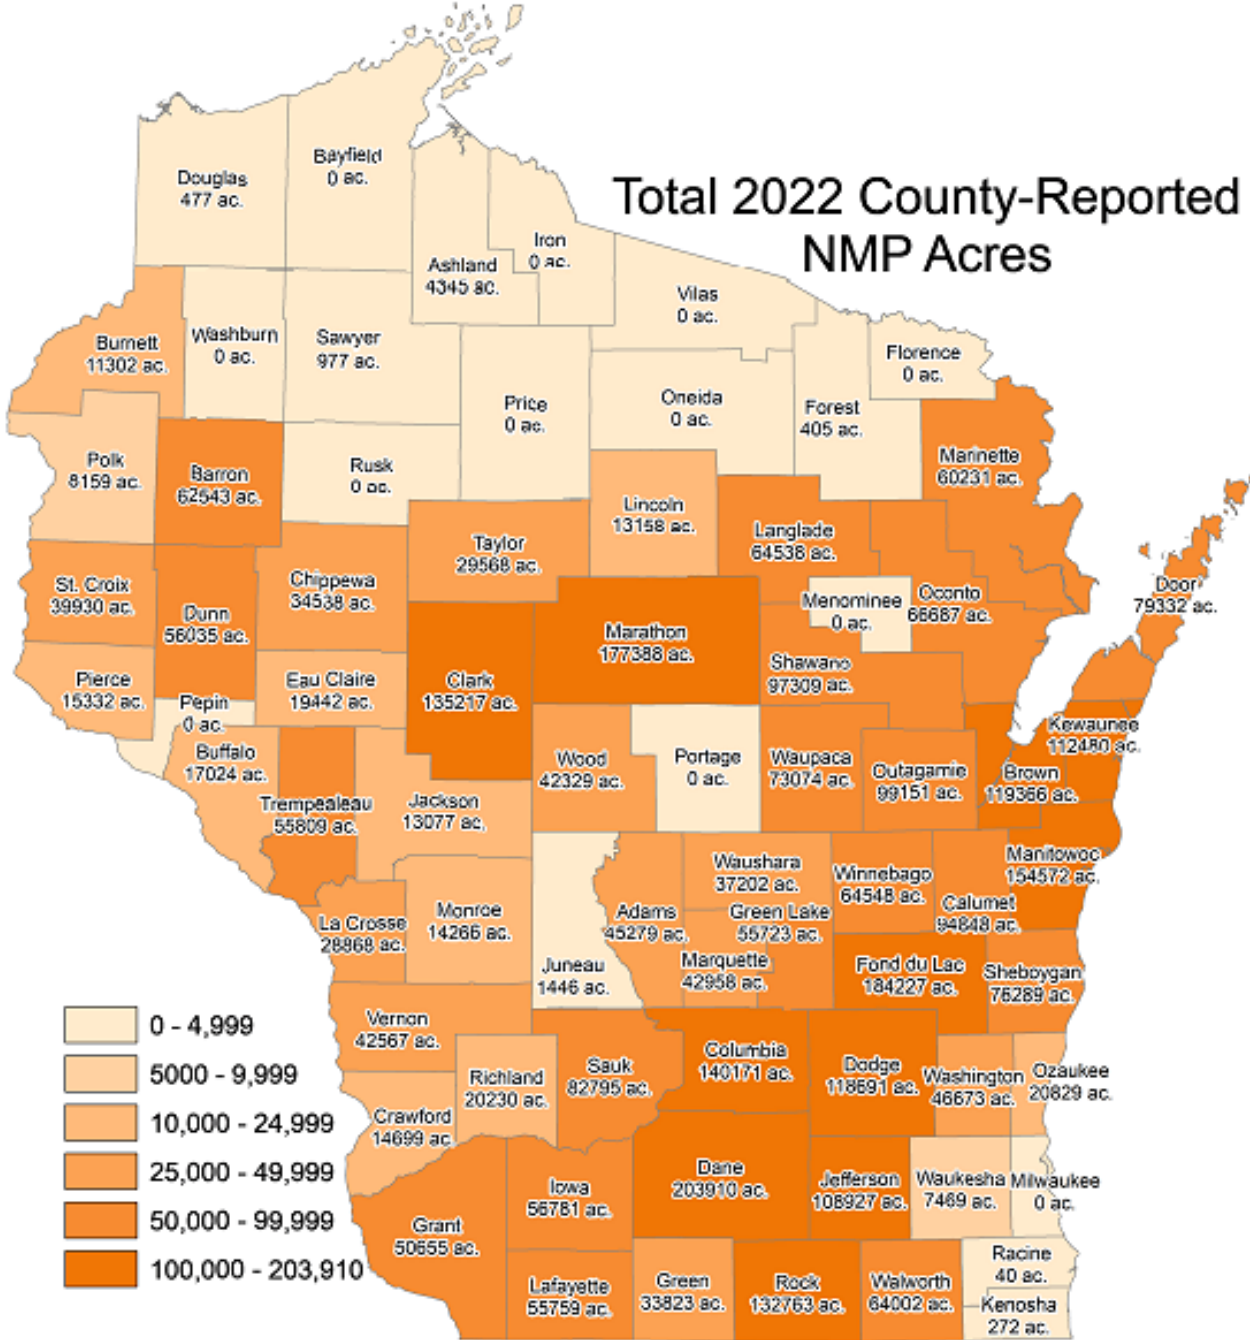 Total 2022 County-Reported
NMP Acres
Douglas
477 ac.
Bayfield
0 ac.
Ashland
4345 ac.
Iron
0 ac.
Vilas
0 ac.
Burnett
11302 ac.
Washburn
0 ac.
Sawyer
977 ac.
Florence
0 ac.
Price
0 ac.
Oneida
0 ac.
Forest
405 ac.
Marinette
60231 ac.
Polk
8159 ac.
Barron
62543 ac.
Rusk
0 ac.
Lincoln
13158 ac.
Langlade
64538 ac.
Taylor
29568 ac.
St. Croix
39930 ac.
Dunn
56035 ac.
Chippewa
34538 ac.
Menominee
0 ac.
Oconto
66687 ac.
Door
79332 ac.
Marathon
177388 ac.
Shawano
97309 ac.
Pierce
15332 ac.
Pepin
0 ac.
Eau Claire
19442 ac.
Clark
135217 ac.
Kewaunee
112480 ac.
Buffalo
17024 ac.
Wood
42329 ac.
Portage
0 ac.
Waupaca
73074 ac.
Outagamie
99151 ac.
Brown
119366 ac.
Trempealeau
55809 ac.
Jackson
13077 ac.
Waushara
37202 ac.
Winnebago
64548 ac.
Manitowoc
154572 ac.
Calumet
94848 ac.
La Crosse
28868 ac.
Monroe
14266 ac.
Juneau
1446 ac.
Adams
45279 ac.
Green Lake
55723 ac.
Marquette
42958 ac.
Fond du Lac
184227 ac.
Sheboygan
76289 ac.
Vernon
42567 ac.
Richland
20230 ac.
Sauk
82795 ac.
Columbia
140171 ac.
Dodge
118691 ac.
Washington
46673 ac.
Ozaukee
20829 ac.
Crawford
14699 ac.
Grant
50655 ac.
Iowa
56781 ac.
Dane
203910 ac.
Jefferson
108927 ac.
Waukesha
7469 ac.
Milwaukee
0 ac.
Lafayette
55759 ac.
Green
33823 ac.
Rock
132763 ac.
Walworth
64002 ac.
Racine
40 ac.
Kenosha
272 ac.
0 - 4,999
5000 - 9,999
10,000 - 24,999
25,000 - 49,999
50,000 - 99,999
100,000 - 203,910